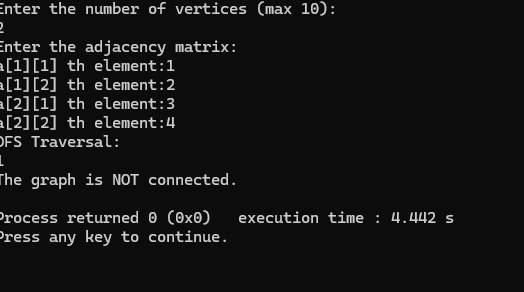 Enter the number of vertices (max 10):
2
Enter the adjacency matrix:
a[1][1] th element:1
a[1][2] th element:2
a[2][1] th element:3
a[2][2] th element:4
DFS Traversal:
1
The graph is NOT connected.
Process returned 0 (0x0)   execution time : 4.442 s
Press any key to continue.